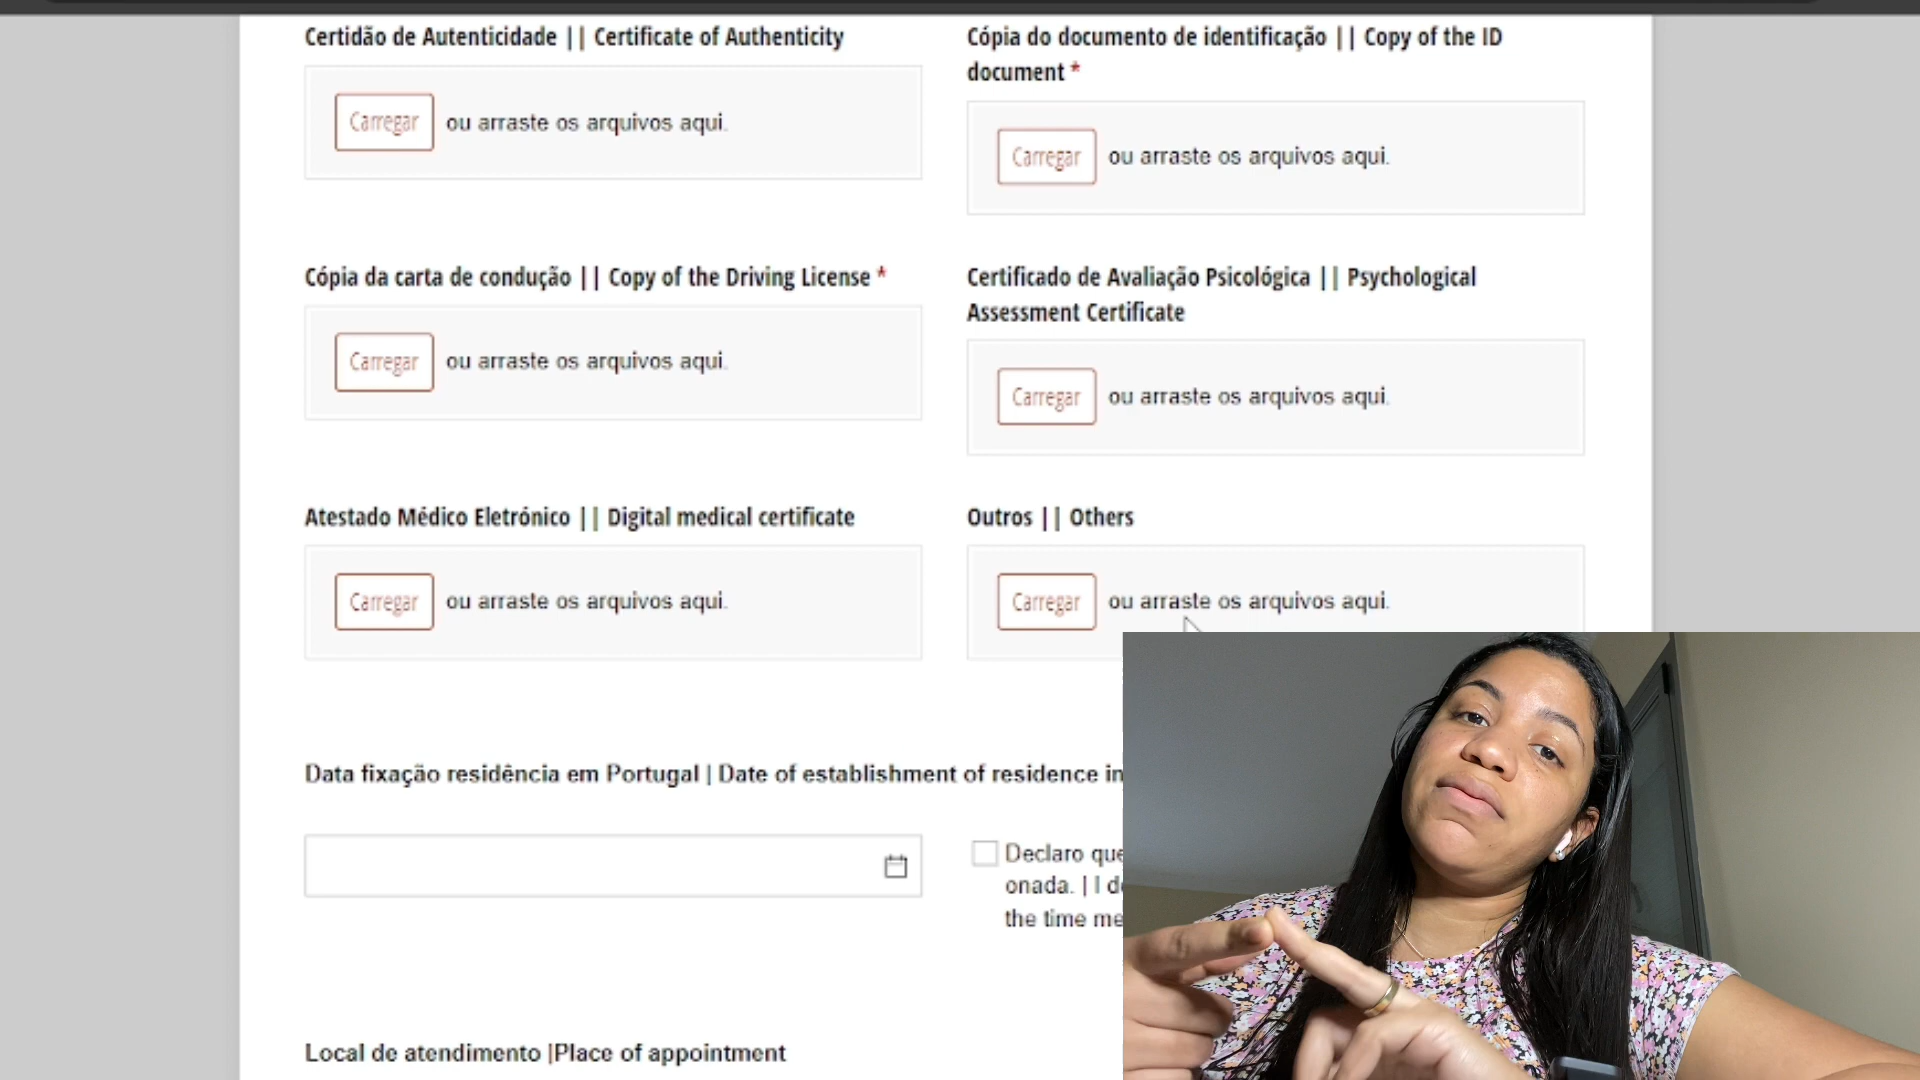 Certidão de Autenticidade || Certificate of Authenticity
Carregar ou arraste os arquivos aqui.
Cópia do documento de identificação || Copy of the ID
document *
Carregar ou arraste os arquivos aqui.
Cópia da carta de condução || Copy of the Driving License *
Carregar ou arraste os arquivos aqui.
Certificado de Avaliação Psicológica || Psychological
Assessment Certificate
Carregar ou arraste os arquivos aqui.
Atestado Médico Eletrónico || Digital medical certificate
Carregar ou arraste os arquivos aqui.
Outros || Others
Carregar ou arraste os arquivos aqui.
Data fixação residência em Portugal | Date of establishment of residence in
Declaro que
onada. | I d
the time me
Local de atendimento |Place of appointment